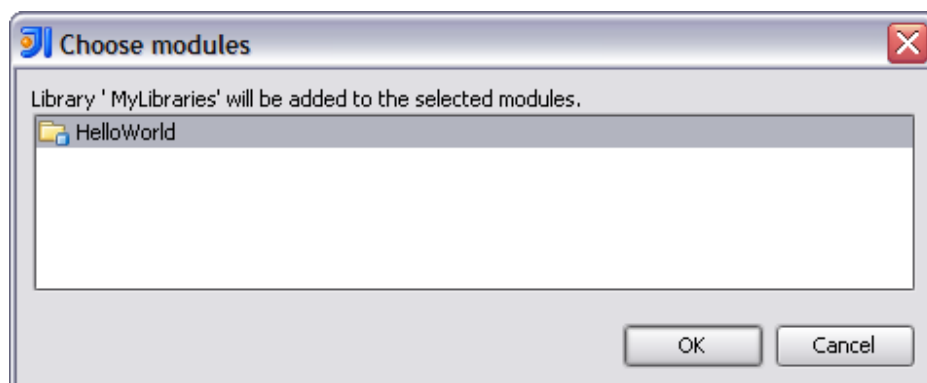 Choose modules
Library ' MyLibraries' will be added to the selected modules.
HelloWorld
OK
Cancel